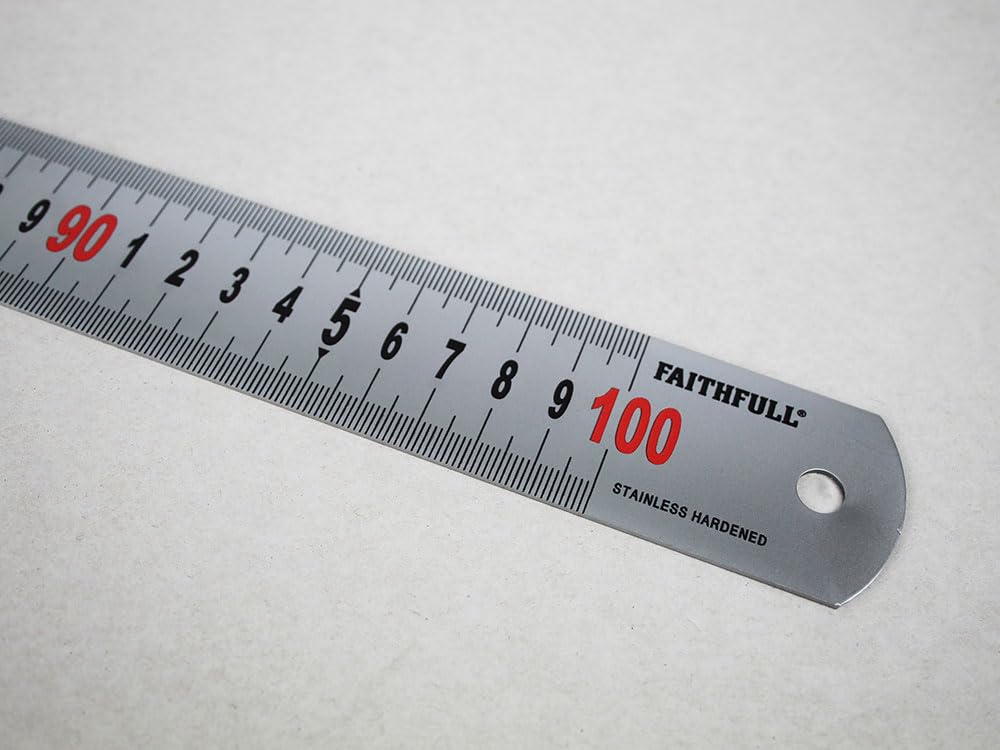 9 90 1 2 3 4 5 6 7 8 9 100
FAITHFULL®
STAINLESS HARDENED